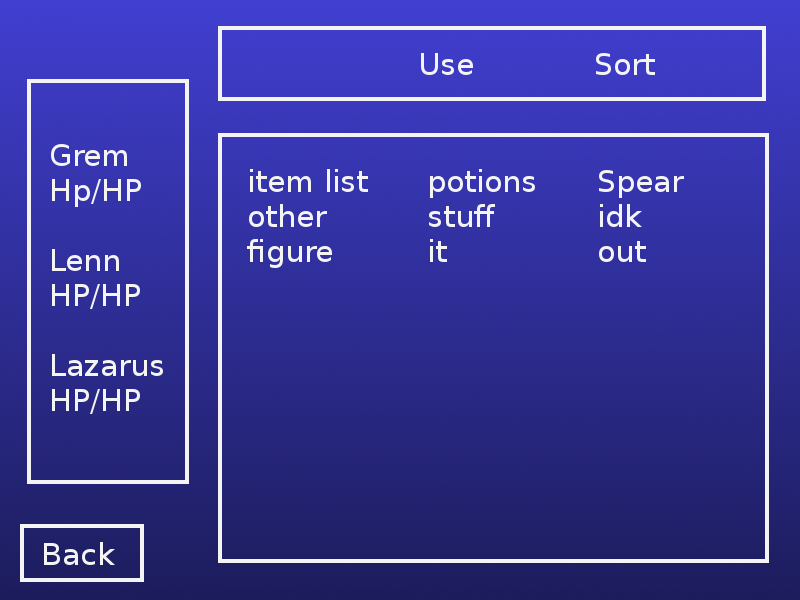 Use Sort
Grem
Hp/HP
Lenn
HP/HP
Lazarus
HP/HP
item list potions Spear
other stuff idk
figure it out
Back